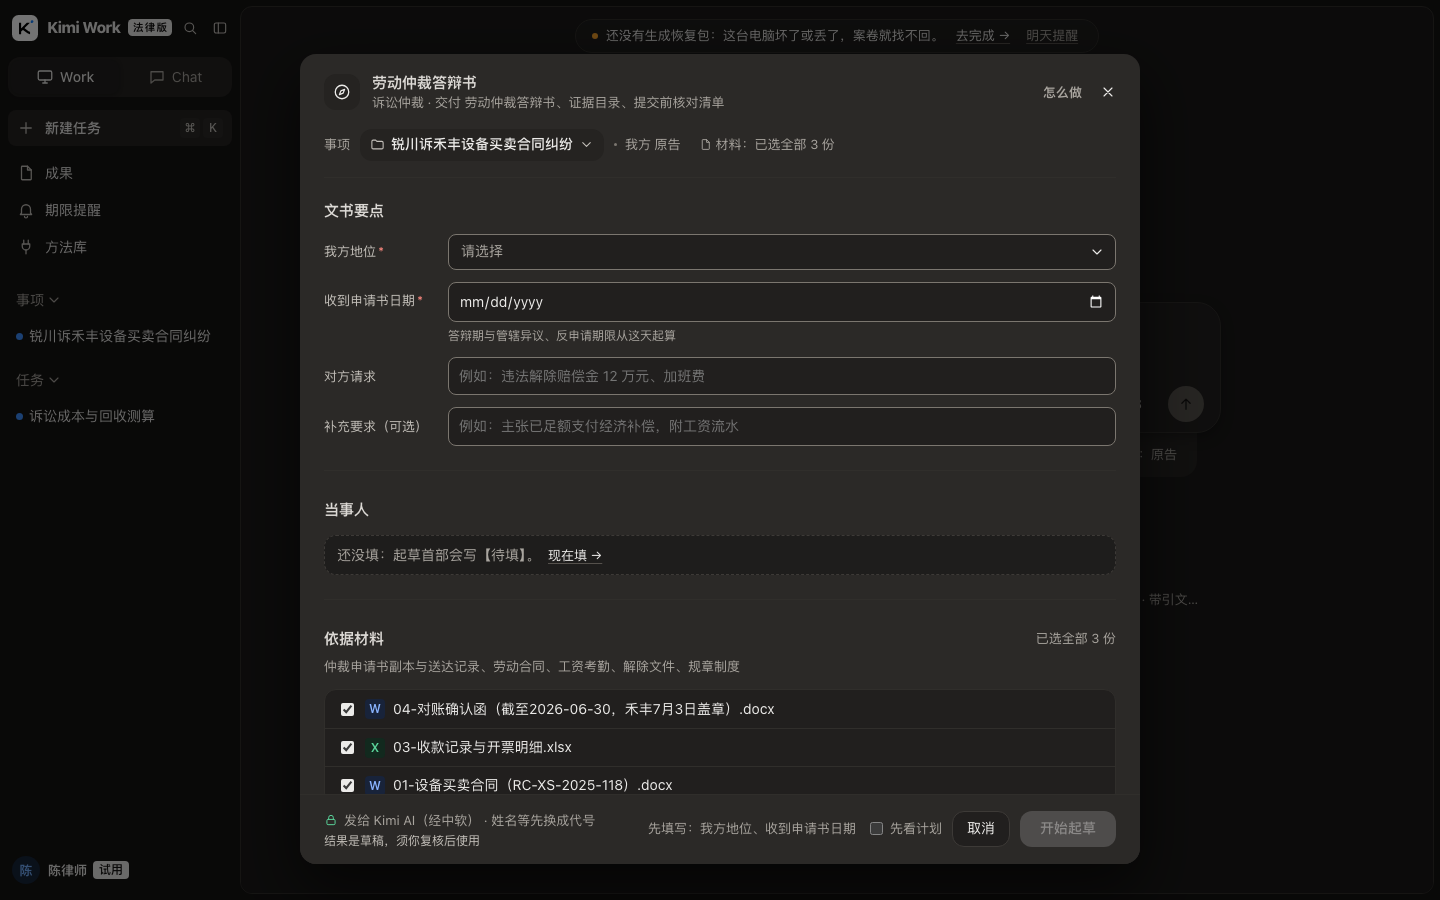 Kimi Work 法律版
还没有生成恢复包：这台电脑坏了或丢了，案卷就找不回。 去完成 → 明天提醒
Work Chat
新建任务 ⌘ K
成果
期限提醒
方法库
事项
锐川诉禾丰设备买卖合同纠纷
任务
诉讼成本与回收测算
陈 陈律师 试用
劳动仲裁答辩书
诉讼仲裁 · 交付 劳动仲裁答辩书、证据目录、提交前核对清单
怎么做
事项 锐川诉禾丰设备买卖合同纠纷 • 我方 原告 材料：已选全部 3 份
文书要点
我方地位* 请选择
收到申请书日期* mm/dd/yyyy
答辩期与管辖异议、反申请期限从这天起算
对方请求 例如：违法解除赔偿金 12 万元、加班费
补充要求（可选） 例如：主张已足额支付经济补偿，附工资流水
当事人
还没填：起草首部会写【待填】。 现在填 →
依据材料 已选全部 3 份
仲裁申请书副本与送达记录、劳动合同、工资考勤、解除文件、规章制度
W 04-对账确认函（截至2026-06-30，禾丰7月3日盖章）.docx
X 03-收款记录与开票明细.xlsx
W 01-设备买卖合同（RC-XS-2025-118）.docx
发给 Kimi AI（经中软） · 姓名等先换成代号
结果是草稿，须你复核后使用
先填写：我方地位、收到申请书日期 先看计划 取消 开始起草
：原告
· 带引文…